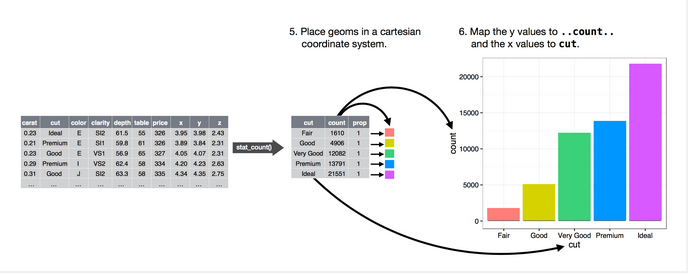 5. Place geoms in a cartesian
coordinate system.
6. Map the y values to ..count..
and the x values to cut.
carat cut color clarity depth table price x y z
0.23 Ideal E SI2 61.5 55 326 3.95 3.98 2.43
0.21 Premium E SI1 59.8 61 326 3.89 3.84 2.31
0.23 Good E VS1 56.9 65 327 4.05 4.07 2.31
0.29 Premium I VS2 62.4 58 334 4.20 4.23 2.63
0.31 Good J SI2 63.3 58 335 4.34 4.35 2.75
... ... ... ... ... ... ... ... ... ...
stat_count()
cut count prop
Fair 1610 1
Good 4906 1
Very Good 12082 1
Premium 13791 1
Ideal 21551 1
count
20000
15000
10000
5000
0
Fair Good Very Good Premium Ideal
cut